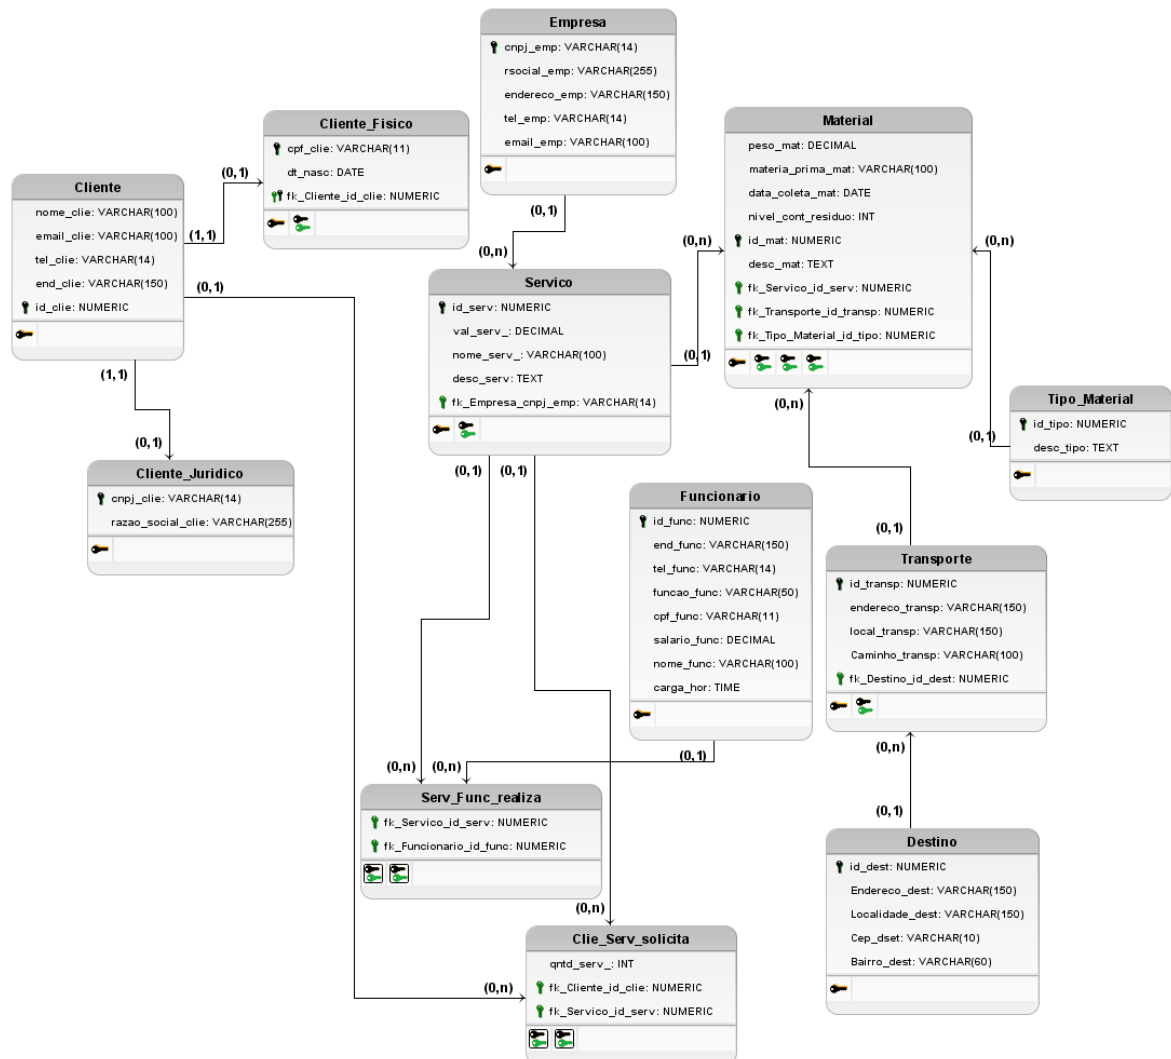 Empresa
cnpj_emp: VARCHAR(14)
rsocial_emp: VARCHAR(255)
endereco_emp: VARCHAR(150)
tel_emp: VARCHAR(14)
email_emp: VARCHAR(100)
Cliente_Fisico
cpf_clie: VARCHAR(11)
dt_nasc: DATE
fk_Cliente_id_clie: NUMERIC
Material
peso_mat: DECIMAL
materia_prima_mat: VARCHAR(100)
data_coleta_mat: DATE
nivel_cont_residuo: INT
id_mat: NUMERIC
desc_mat: TEXT
fk_Servico_id_serv: NUMERIC
fk_Transporte_id_transp: NUMERIC
fk_Tipo_Material_id_tipo: NUMERIC
Cliente
nome_clie: VARCHAR(100)
email_clie: VARCHAR(100)
tel_clie: VARCHAR(14)
end_clie: VARCHAR(150)
id_clie: NUMERIC
(0,1)
(1,1)
(0,1)
(1,1)
(0,1)
(0,1)
(0,n)
Servico
id_serv: NUMERIC
val_serv_: DECIMAL
nome_serv_: VARCHAR(100)
desc_serv: TEXT
fk_Empresa_cnpj_emp: VARCHAR(14)
(0,n)
(0,1)
(0,n)
(0,1)
(0,n)
(0,1)
Tipo_Material
id_tipo: NUMERIC
desc_tipo: TEXT
Cliente_Juridico
cnpj_clie: VARCHAR(14)
razao_social_clie: VARCHAR(255)
(0,1)
(0,1)
Funcionario
id_func: NUMERIC
end_func: VARCHAR(150)
tel_func: VARCHAR(14)
funcao_func: VARCHAR(50)
cpf_func: VARCHAR(11)
salario_func: DECIMAL
nome_func: VARCHAR(100)
carga_hor: TIME
Transporte
id_transp: NUMERIC
endereco_transp: VARCHAR(150)
local_transp: VARCHAR(150)
Caminho_transp: VARCHAR(100)
fk_Destino_id_dest: NUMERIC
(0,n)
(0,n)
(0,1)
(0,n)
(0,1)
Serv_Func_realiza
fk_Servico_id_serv: NUMERIC
fk_Funcionario_id_func: NUMERIC
Destino
id_dest: NUMERIC
Endereco_dest: VARCHAR(150)
Localidade_dest: VARCHAR(150)
Cep_dset: VARCHAR(10)
Bairro_dest: VARCHAR(60)
(0,n)
(0,n)
Clie_Serv_solicita
qntd_serv_: INT
fk_Cliente_id_clie: NUMERIC
fk_Servico_id_serv: NUMERIC